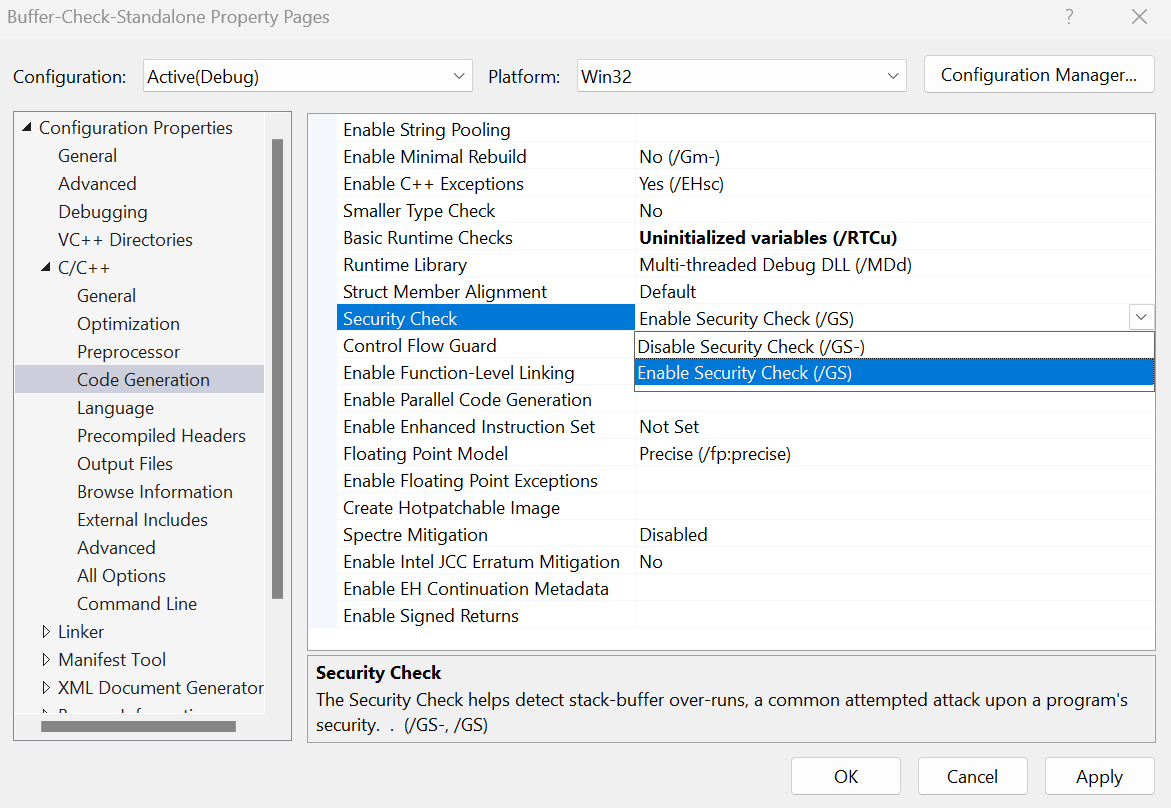 Buffer-Check-Standalone Property Pages ?
Configuration: Active(Debug) Platform: Win32 Configuration Manager...
Configuration Properties
General
Advanced
Debugging
VC++ Directories
C/C++
General
Optimization
Preprocessor
Code Generation
Language
Precompiled Headers
Output Files
Browse Information
External Includes
Advanced
All Options
Command Line
Linker
Manifest Tool
XML Document Generator
Enable String Pooling
Enable Minimal Rebuild No (/Gm-)
Enable C++ Exceptions Yes (/EHsc)
Smaller Type Check No
Basic Runtime Checks Uninitialized variables (/RTCu)
Runtime Library Multi-threaded Debug DLL (/MDd)
Struct Member Alignment Default
Security Check Enable Security Check (/GS)
Control Flow Guard Disable Security Check (/GS-)
Enable Function-Level Linking Enable Security Check (/GS)
Enable Parallel Code Generation
Enable Enhanced Instruction Set Not Set
Floating Point Model Precise (/fp:precise)
Enable Floating Point Exceptions
Create Hotpatchable Image
Spectre Mitigation Disabled
Enable Intel JCC Erratum Mitigation No
Enable EH Continuation Metadata
Enable Signed Returns
Security Check
The Security Check helps detect stack-buffer over-runs, a common attempted attack upon a program's
security. . (/GS-, /GS)
OK Cancel Apply